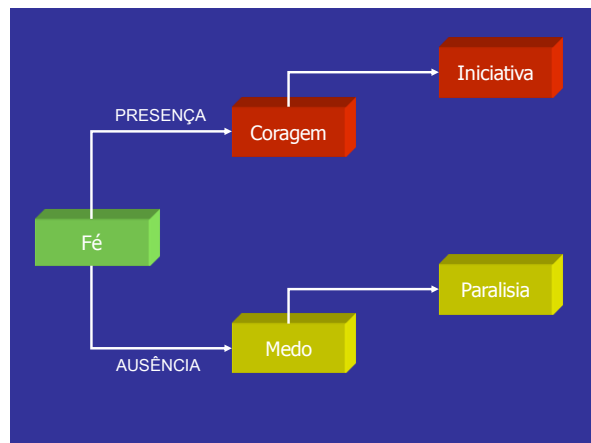 Iniciativa
PRESENÇA
Coragem
Fé
Paralisia
Medo
AUSÊNCIA